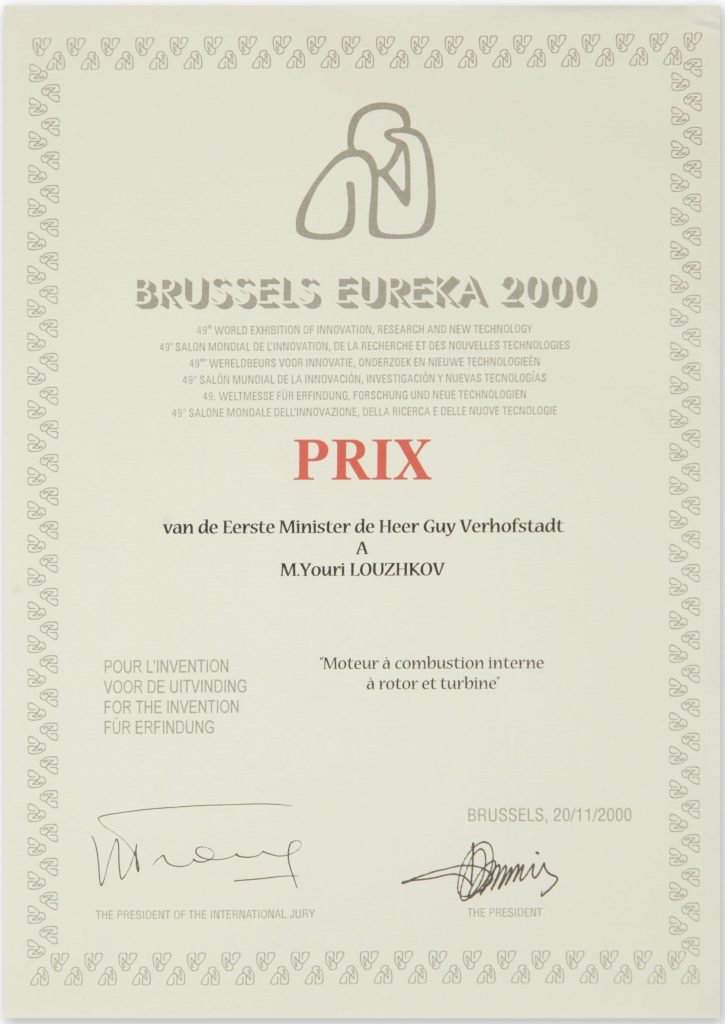 BRUSSELS EUREKA 2000
49th WORLD EXHIBITION OF INNOVATION, RESEARCH AND NEW TECHNOLOGY
49e SALON MONDIAL DE L'INNOVATION, DE LA RECHERCHE ET DES NOUVELLES TECHNOLOGIES
49ste WERELDBEURS VOOR INNOVATIE, ONDERZOEK EN NIEUWE TECHNOLOGIEËN
49º SALÓN MUNDIAL DE LA INNOVACIÓN, INVESTIGACIÓN Y NUEVAS TECNOLOGÍAS
49. WELTMESSE FÜR ERFINDUNG, FORSCHUNG UND NEUE TECHNOLOGIEN
49º SALONE MONDALE DELL'INNOVAZIONE, DELLA RICERCA E DELLE NUOVE TECNOLOGIE
PRIX
van de Eerste Minister de Heer Guy Verhofstadt
A
M.Youri LOUZHKOV
POUR L'INVENTION
VOOR DE UITVINDING
FOR THE INVENTION
FÜR ERFINDUNG
"Moteur à combustion interne
à rotor et turbine"
BRUSSELS, 20/11/2000
THE PRESIDENT OF THE INTERNATIONAL JURY
THE PRESIDENT